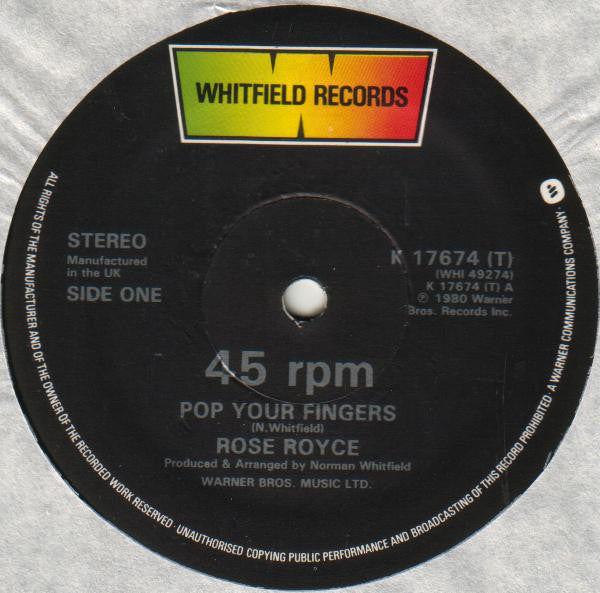 WHITFIELD RECORDS
STEREO
Manufactured
in the UK
SIDE ONE
K 17674 (T)
(WHI 49274)
K 17674 (T) A
℗ 1980 Warner
Bros. Records Inc.
45 rpm
POP YOUR FINGERS
(N.Whitfield)
ROSE ROYCE
Produced & Arranged by Norman Whitfield
WARNER BROS. MUSIC LTD.
ALL RIGHTS OF THE MANUFACTURER AND OF THE OWNER OF THE RECORDED WORK RESERVED · UNAUTHORISED COPYING PUBLIC PERFORMANCE AND BROADCASTING OF THIS RECORD PROHIBITED · A WARNER COMMUNICATIONS COMPANY ·